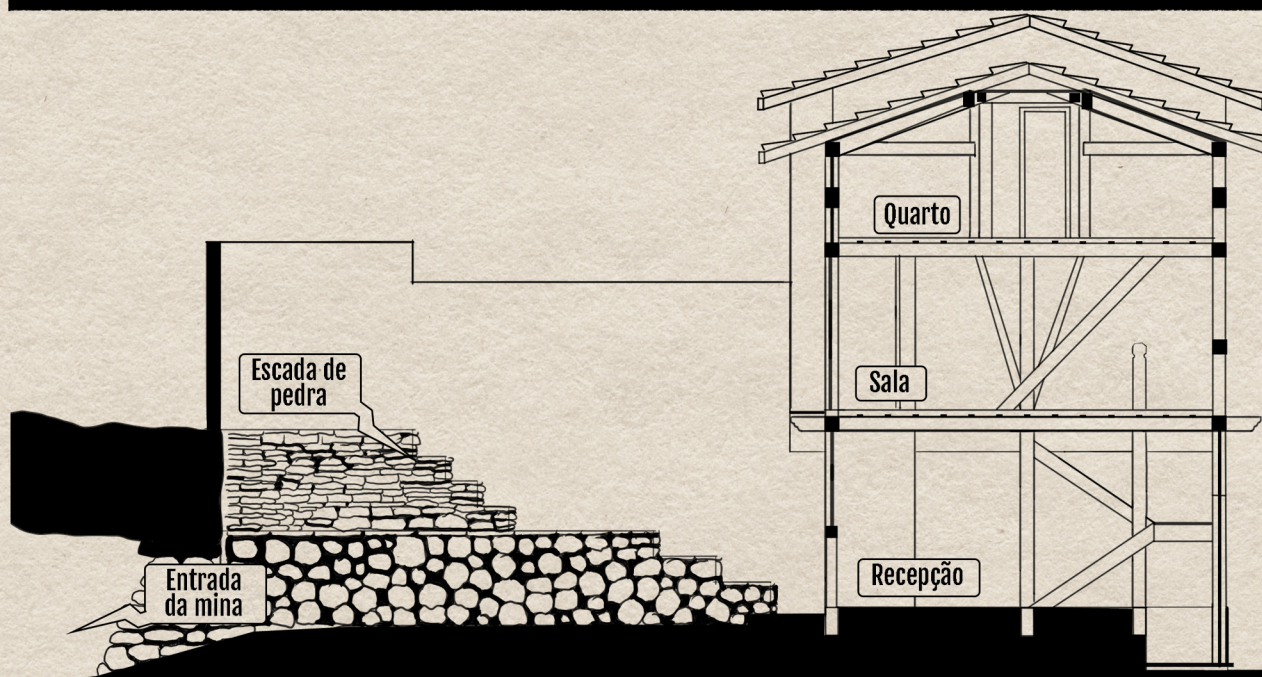 Quarto
Escada de
pedra
Sala
Entrada
da mina
Recepção